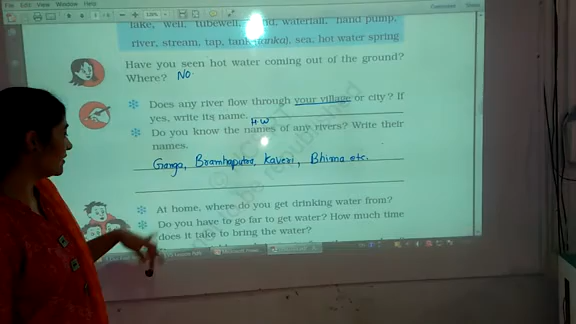 File Edit View Window Help
120%
Comment
lake, well, tubewell, waterfall, hand pump,
river, stream, tap, tank (tanka), sea, hot water spring
Have you seen hot water coming out of the ground?
Where? NO.
Does any river flow through your village or city? If
yes, write its name. HW
Do you know the names of any rivers? Write their
names.
Ganga, Bramhaputra, Kaveri, Bhima etc.
At home, where do you get drinking water from?
Do you have to go far to get water? How much time
does it take to bring the water?